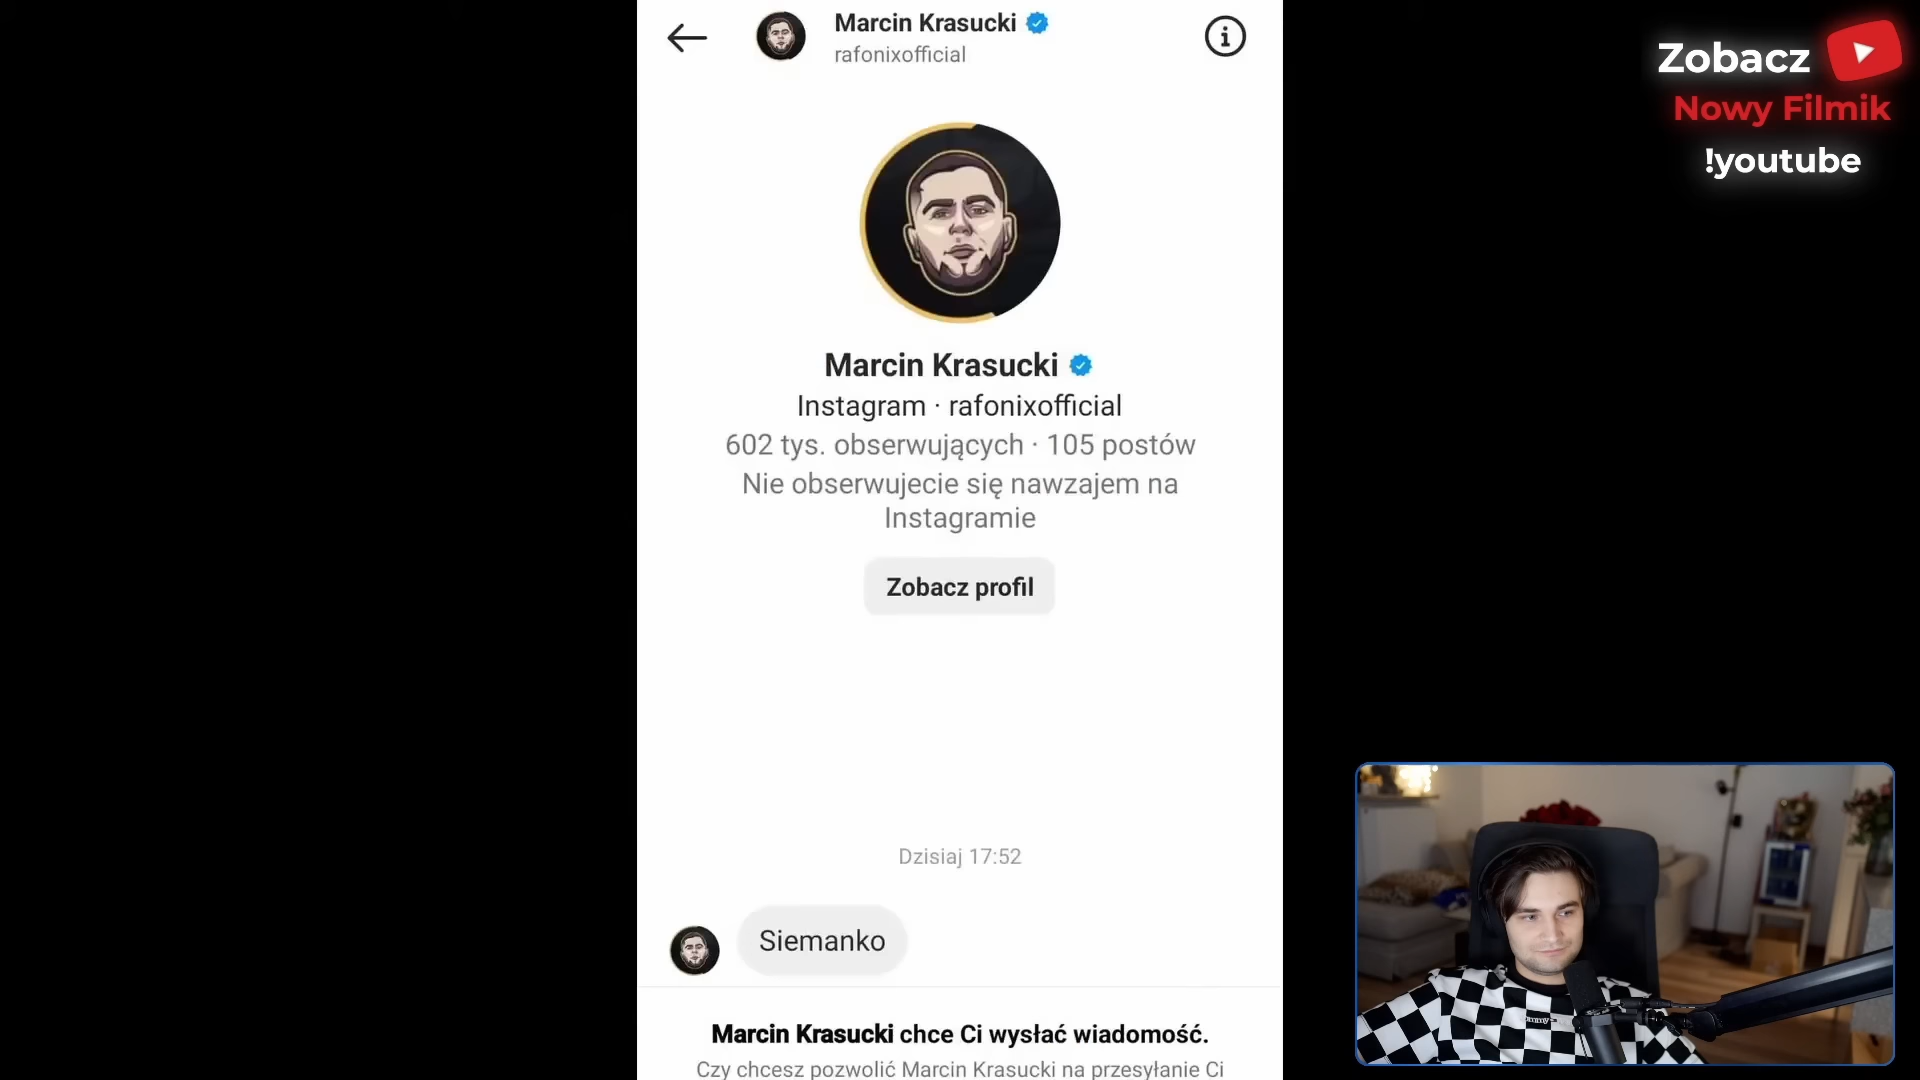 Marcin Krasucki
rafonixofficial
Zobacz
Nowy Filmik
!youtube
Marcin Krasucki
Instagram · rafonixofficial
602 tys. obserwujących · 105 postów
Nie obserwujecie się nawzajem na
Instagramie
Zobacz profil
Dzisiaj 17:52
Siemanko
Marcin Krasucki chce Ci wysłać wiadomość.
Czy chcesz pozwolić Marcin Krasucki na przesyłanie Ci